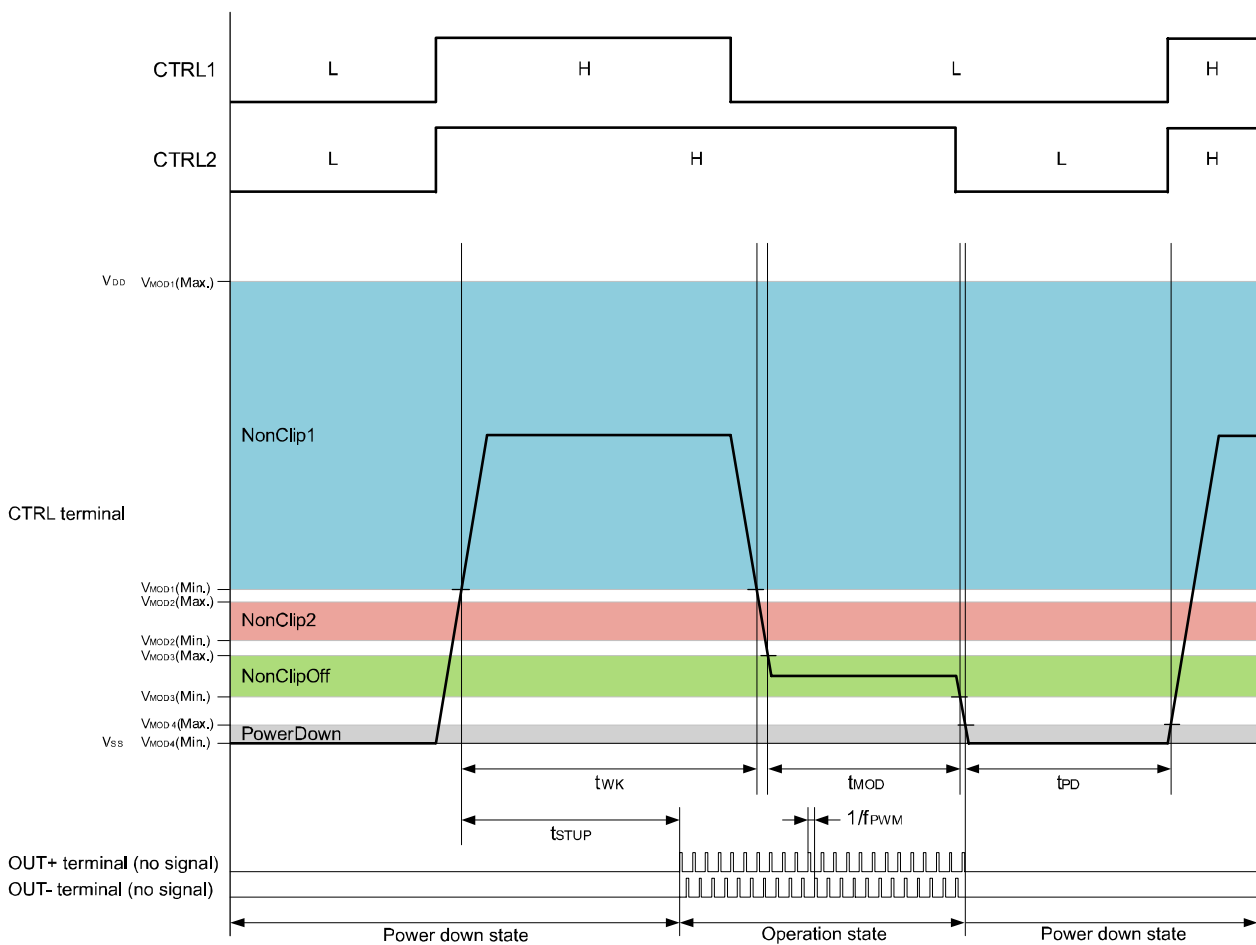 CTRL1
L
H
L
H
CTRL2
L
H
L
H
VDD VMOD1(Max.)
NonClip1
CTRL terminal
VMOD1(Min.)
VMOD2(Max.)
NonClip2
VMOD2(Min.)
VMOD3(Max.)
NonClipOff
VMOD3(Min.)
VMOD4(Max.)
PowerDown
VSS VMOD4(Min.)
tWK
tMOD
tPD
tSTUP
1/fPWM
OUT+ terminal (no signal)
OUT- terminal (no signal)
Power down state
Operation state
Power down state